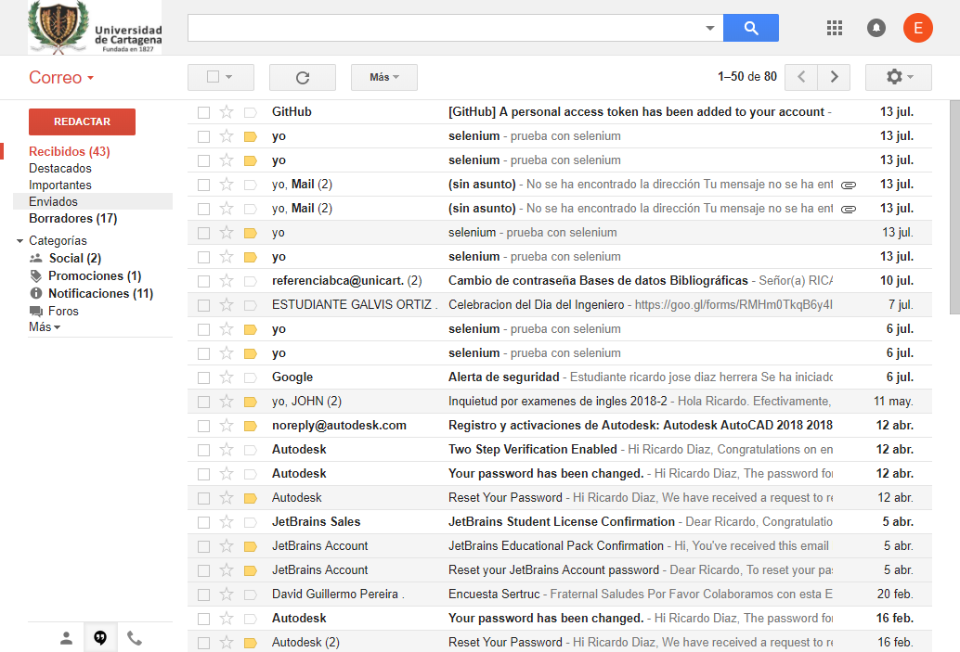 Universidad
de Cartagena
Fundada en 1827
E
Correo
Más
1–50 de 80
REDACTAR
Recibidos (43)
Destacados
Importantes
Enviados
Borradores (17)
Categorías
Social (2)
Promociones (1)
Notificaciones (11)
Foros
Más
GitHub [GitHub] A personal access token has been added to your account - 13 jul.
yo selenium - prueba con selenium 13 jul.
yo selenium - prueba con selenium 13 jul.
yo, Mail (2) (sin asunto) - No se ha encontrado la dirección Tu mensaje no se ha ent 13 jul.
yo, Mail (2) (sin asunto) - No se ha encontrado la dirección Tu mensaje no se ha ent 13 jul.
yo selenium - prueba con selenium 13 jul.
yo selenium - prueba con selenium 13 jul.
referenciabca@unicart. (2) Cambio de contraseña Bases de datos Bibliográficas - Señor(a) RICA 10 jul.
ESTUDIANTE GALVIS ORTIZ . Celebracion del Dia del Ingeniero - https://goo.gl/forms/RMHm0TkqB6y4I 7 jul.
yo selenium - prueba con selenium 6 jul.
yo selenium - prueba con selenium 6 jul.
Google Alerta de seguridad - Estudiante ricardo jose diaz herrera Se ha iniciado 6 jul.
yo, JOHN (2) Inquietud por examenes de ingles 2018-2 - Hola Ricardo. Efectivamente, 11 may.
noreply@autodesk.com Registro y activaciones de Autodesk: Autodesk AutoCAD 2018 2018 12 abr.
Autodesk Two Step Verification Enabled - Hi Ricardo Diaz, Congratulations on en 12 abr.
Autodesk Your password has been changed. - Hi Ricardo Diaz, The password for 12 abr.
Autodesk Reset Your Password - Hi Ricardo Diaz, We have received a request to re 12 abr.
JetBrains Sales JetBrains Student License Confirmation - Dear Ricardo, Congratulatio 5 abr.
JetBrains Account JetBrains Educational Pack Confirmation - Hi, You've received this email 5 abr.
JetBrains Account Reset your JetBrains Account password - Dear Ricardo, To reset your pa 5 abr.
David Guillermo Pereira . Encuesta Sertruc - Fraternal Saludes Por Favor Colaboramos con esta E 20 feb.
Autodesk Your password has been changed. - Hi Ricardo Diaz, The password for 16 feb.
Autodesk (2) Reset Your Password - Hi Ricardo Diaz, We have received a request to re 16 feb.